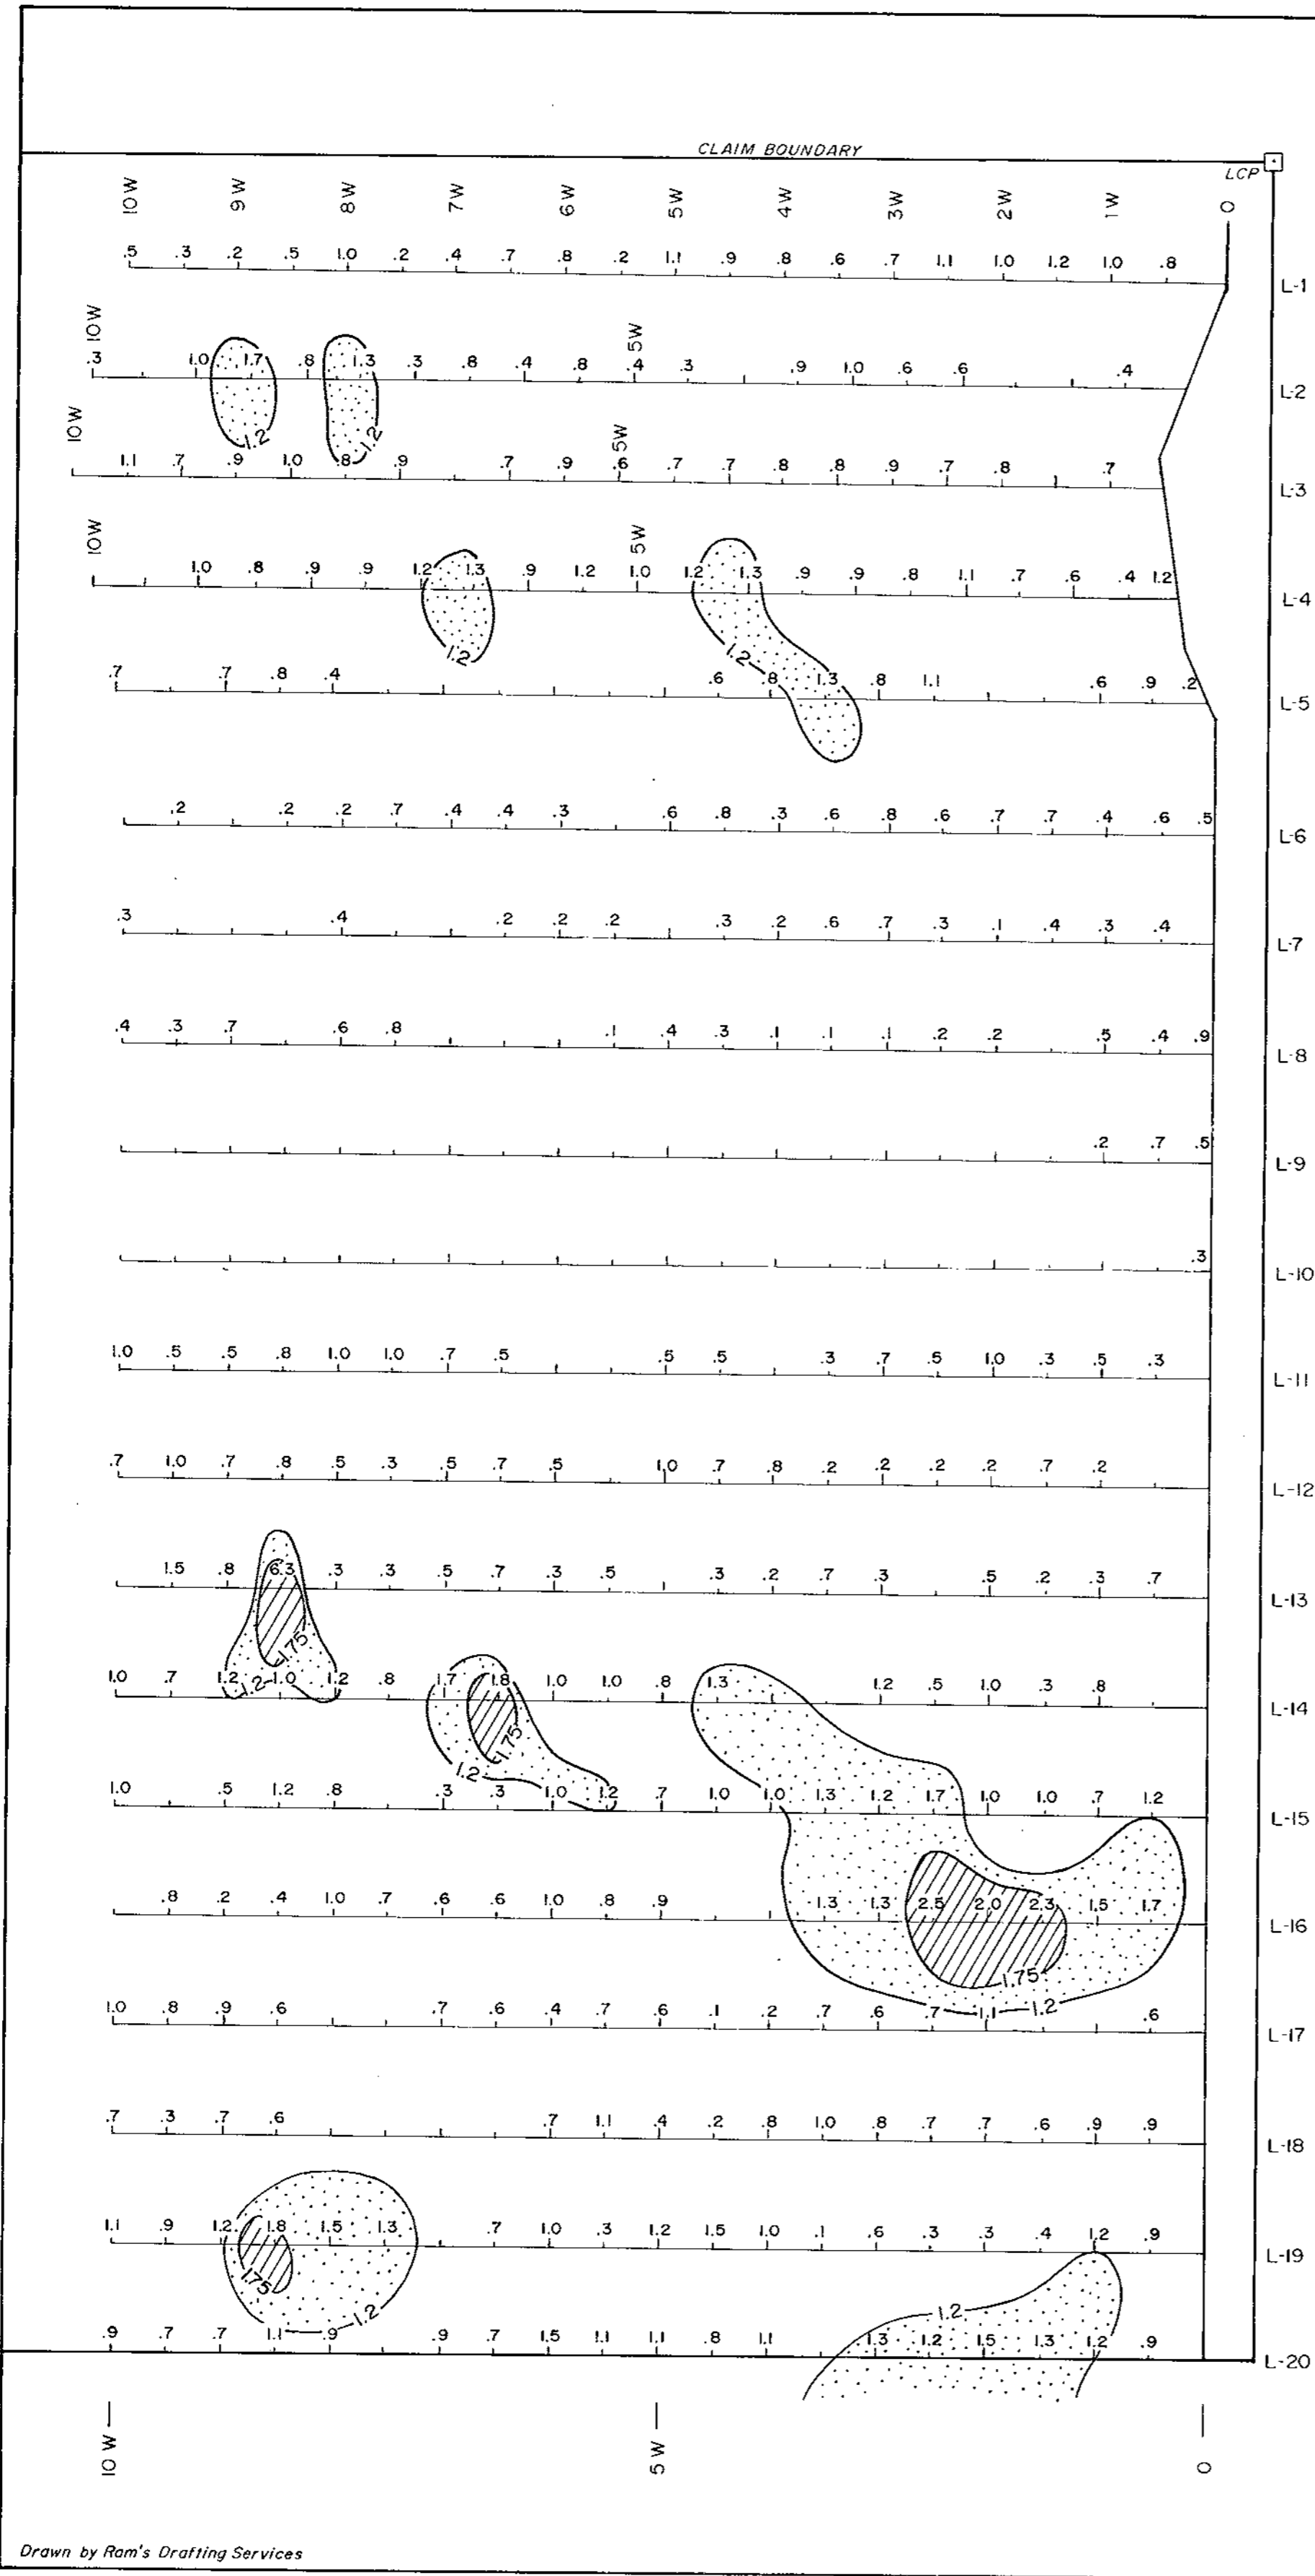 CLAIM BOUNDARY
LCP
10W 9W 8W 7W 6W 5W 4W 3W 2W 1W 0
.5 .3 .2 .5 1.0 .2 .4 .7 .8 .2 1.1 .9 .8 .6 .7 1.1 1.0 1.2 1.0 .8 L-1
10W 5W
.3 1.0 1.7 .8 1.3 .3 .8 .4 .8 .4 .3 .9 1.0 .6 .6 .4 L-2
1.2 1.2
10W 5W
1.1 .7 .9 1.0 .8 .9 .7 .9 .6 .7 .7 .8 .8 .9 .7 .8 .7 L-3
10W 5W
1.0 .8 .9 .9 1.2 1.3 .9 1.2 1.0 1.2 1.3 .9 .9 .8 1.1 .7 .6 .4 1.2 L-4
1.2 1.2
.7 .7 .8 .4 .6 .8 1.3 .8 1.1 .6 .9 .2 L-5
.2 .2 .2 .7 .4 .4 .3 .6 .8 .3 .6 .8 .6 .7 .7 .4 .6 .5 L-6
.3 .4 .2 .2 .2 .3 .2 .6 .7 .3 .1 .4 .3 .4 L-7
.4 .3 .7 .6 .8 .1 .4 .3 .1 .1 .1 .2 .2 .5 .4 .9 L-8
.2 .7 .5 L-9
.3 L-10
1.0 .5 .5 .8 1.0 1.0 .7 .5 .5 .5 .3 .7 .5 1.0 .3 .5 .3 L-11
.7 1.0 .7 .8 .5 .3 .5 .7 .5 1.0 .7 .8 .2 .2 .2 .2 .7 .2 L-12
1.5 .8 6.3 .3 .3 .5 .7 .3 .5 .3 .2 .7 .3 .5 .2 .3 .7 L-13
1.75
1.0 .7 1.2 1.2 1.0 1.2 .8 1.7 1.8 1.0 1.0 .8 1.3 1.2 .5 1.0 .3 .8 L-14
1.75
1.2
1.0 .5 1.2 .8 .3 .3 1.0 1.2 .7 1.0 1.0 1.3 1.2 1.7 1.0 1.0 .7 1.2 L-15
.8 .2 .4 1.0 .7 .6 .6 1.0 .8 .9 1.3 1.3 2.5 2.0 2.3 1.5 1.7 L-16
1.75
1.0 .8 .9 .6 .7 .6 .4 .7 .6 .1 .2 .7 .6 .7 1.1 1.2 .6 L-17
.7 .3 .7 .6 .7 1.1 .4 .2 .8 1.0 .8 .7 .7 .6 .9 .9 L-18
1.1 .9 1.2 1.8 1.5 1.3 .7 1.0 .3 1.2 1.5 1.0 .1 .6 .3 .3 .4 1.2 .9 L-19
1.75
1.2 1.2
.9 .7 .7 1.1 .9 .9 .7 1.5 1.1 1.1 .8 1.1 1.3 1.2 1.5 1.3 1.2 .9 L-20
10 W 5 W 0
Drawn by Ram's Drafting Services